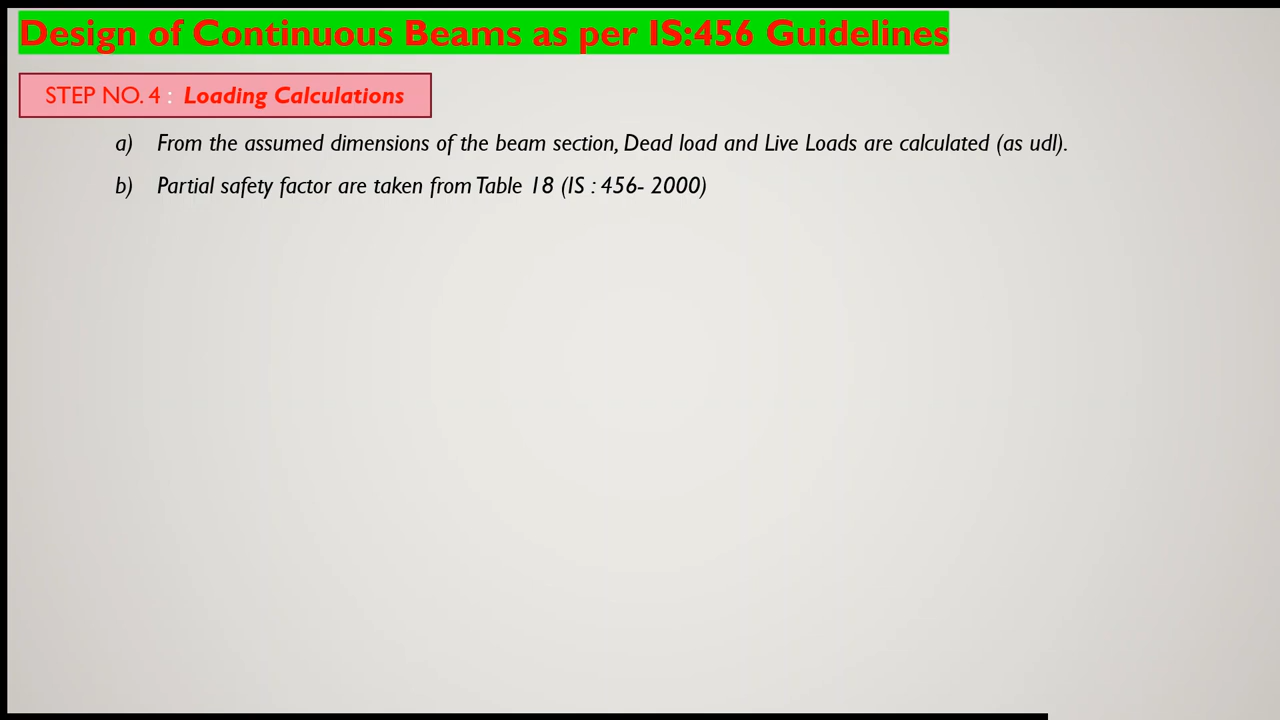 Design of Continuous Beams as per IS:456 Guidelines
STEP NO. 4 : Loading Calculations
a) From the assumed dimensions of the beam section, Dead load and Live Loads are calculated (as udl).
b) Partial safety factor are taken from Table 18 (IS : 456- 2000)